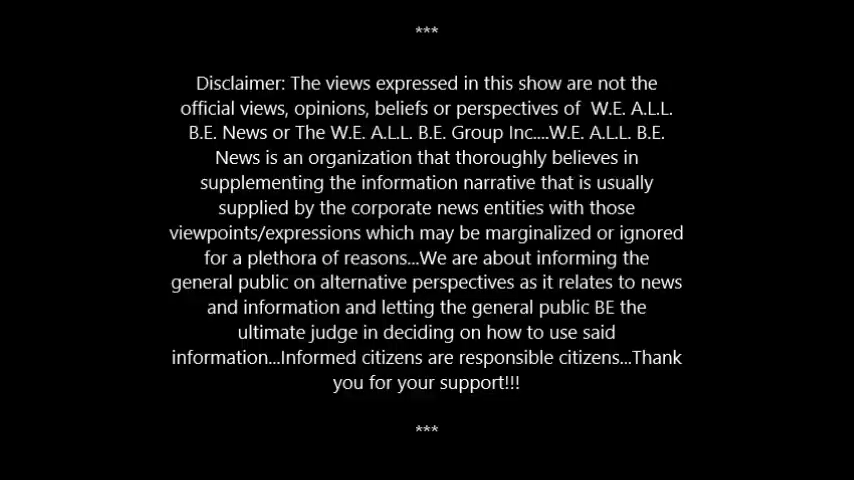 ***
Disclaimer: The views expressed in this show are not the
official views, opinions, beliefs or perspectives of  W.E. A.L.L.
B.E. News or The W.E. A.L.L. B.E. Group Inc....W.E. A.L.L. B.E.
News is an organization that thoroughly believes in
supplementing the information narrative that is usually
supplied by the corporate news entities with those
viewpoints/expressions which may be marginalized or ignored
for a plethora of reasons...We are about informing the
general public on alternative perspectives as it relates to news
and information and letting the general public BE the
ultimate judge in deciding on how to use said
information...Informed citizens are responsible citizens...Thank
you for your support!!!
***